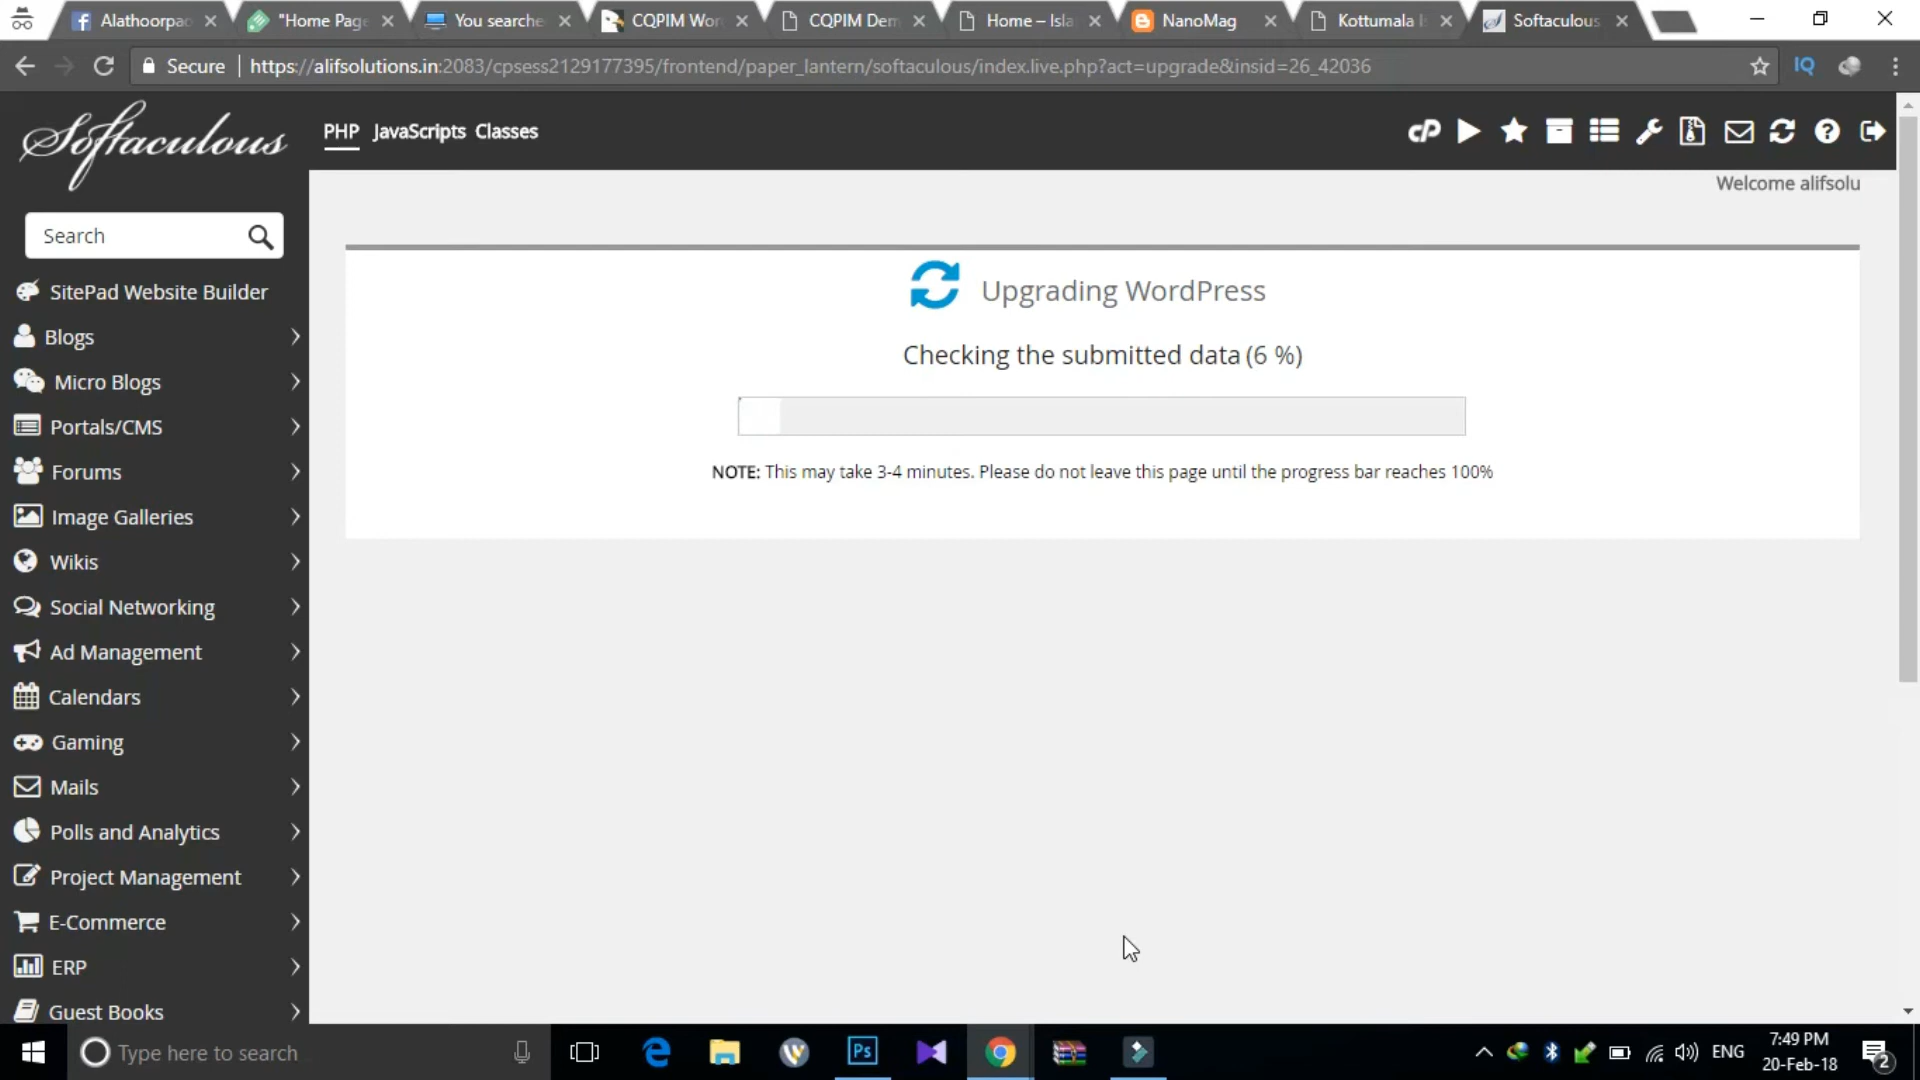 Alathoorpa
"Home Page
You searche
CQPIM Wor
CQPIM Dem
Home – Isla
NanoMag
Kottumala I
Softaculous
Secure
https://alifsolutions.in:2083/cpsess2129177395/frontend/paper_lantern/softaculous/index.live.php?act=upgrade&insid=26_42036
IQ
Softaculous
PHP
JavaScripts
Classes
cP
Welcome alifsolu
Search
Upgrading WordPress
SitePad Website Builder
Blogs
Checking the submitted data (6 %)
Micro Blogs
Portals/CMS
Forums
NOTE: This may take 3-4 minutes. Please do not leave this page until the progress bar reaches 100%
Image Galleries
Wikis
Social Networking
Ad Management
Calendars
Gaming
Mails
Polls and Analytics
Project Management
E-Commerce
ERP
Guest Books
Type here to search
Ps
ENG
7:49 PM
20-Feb-18
2